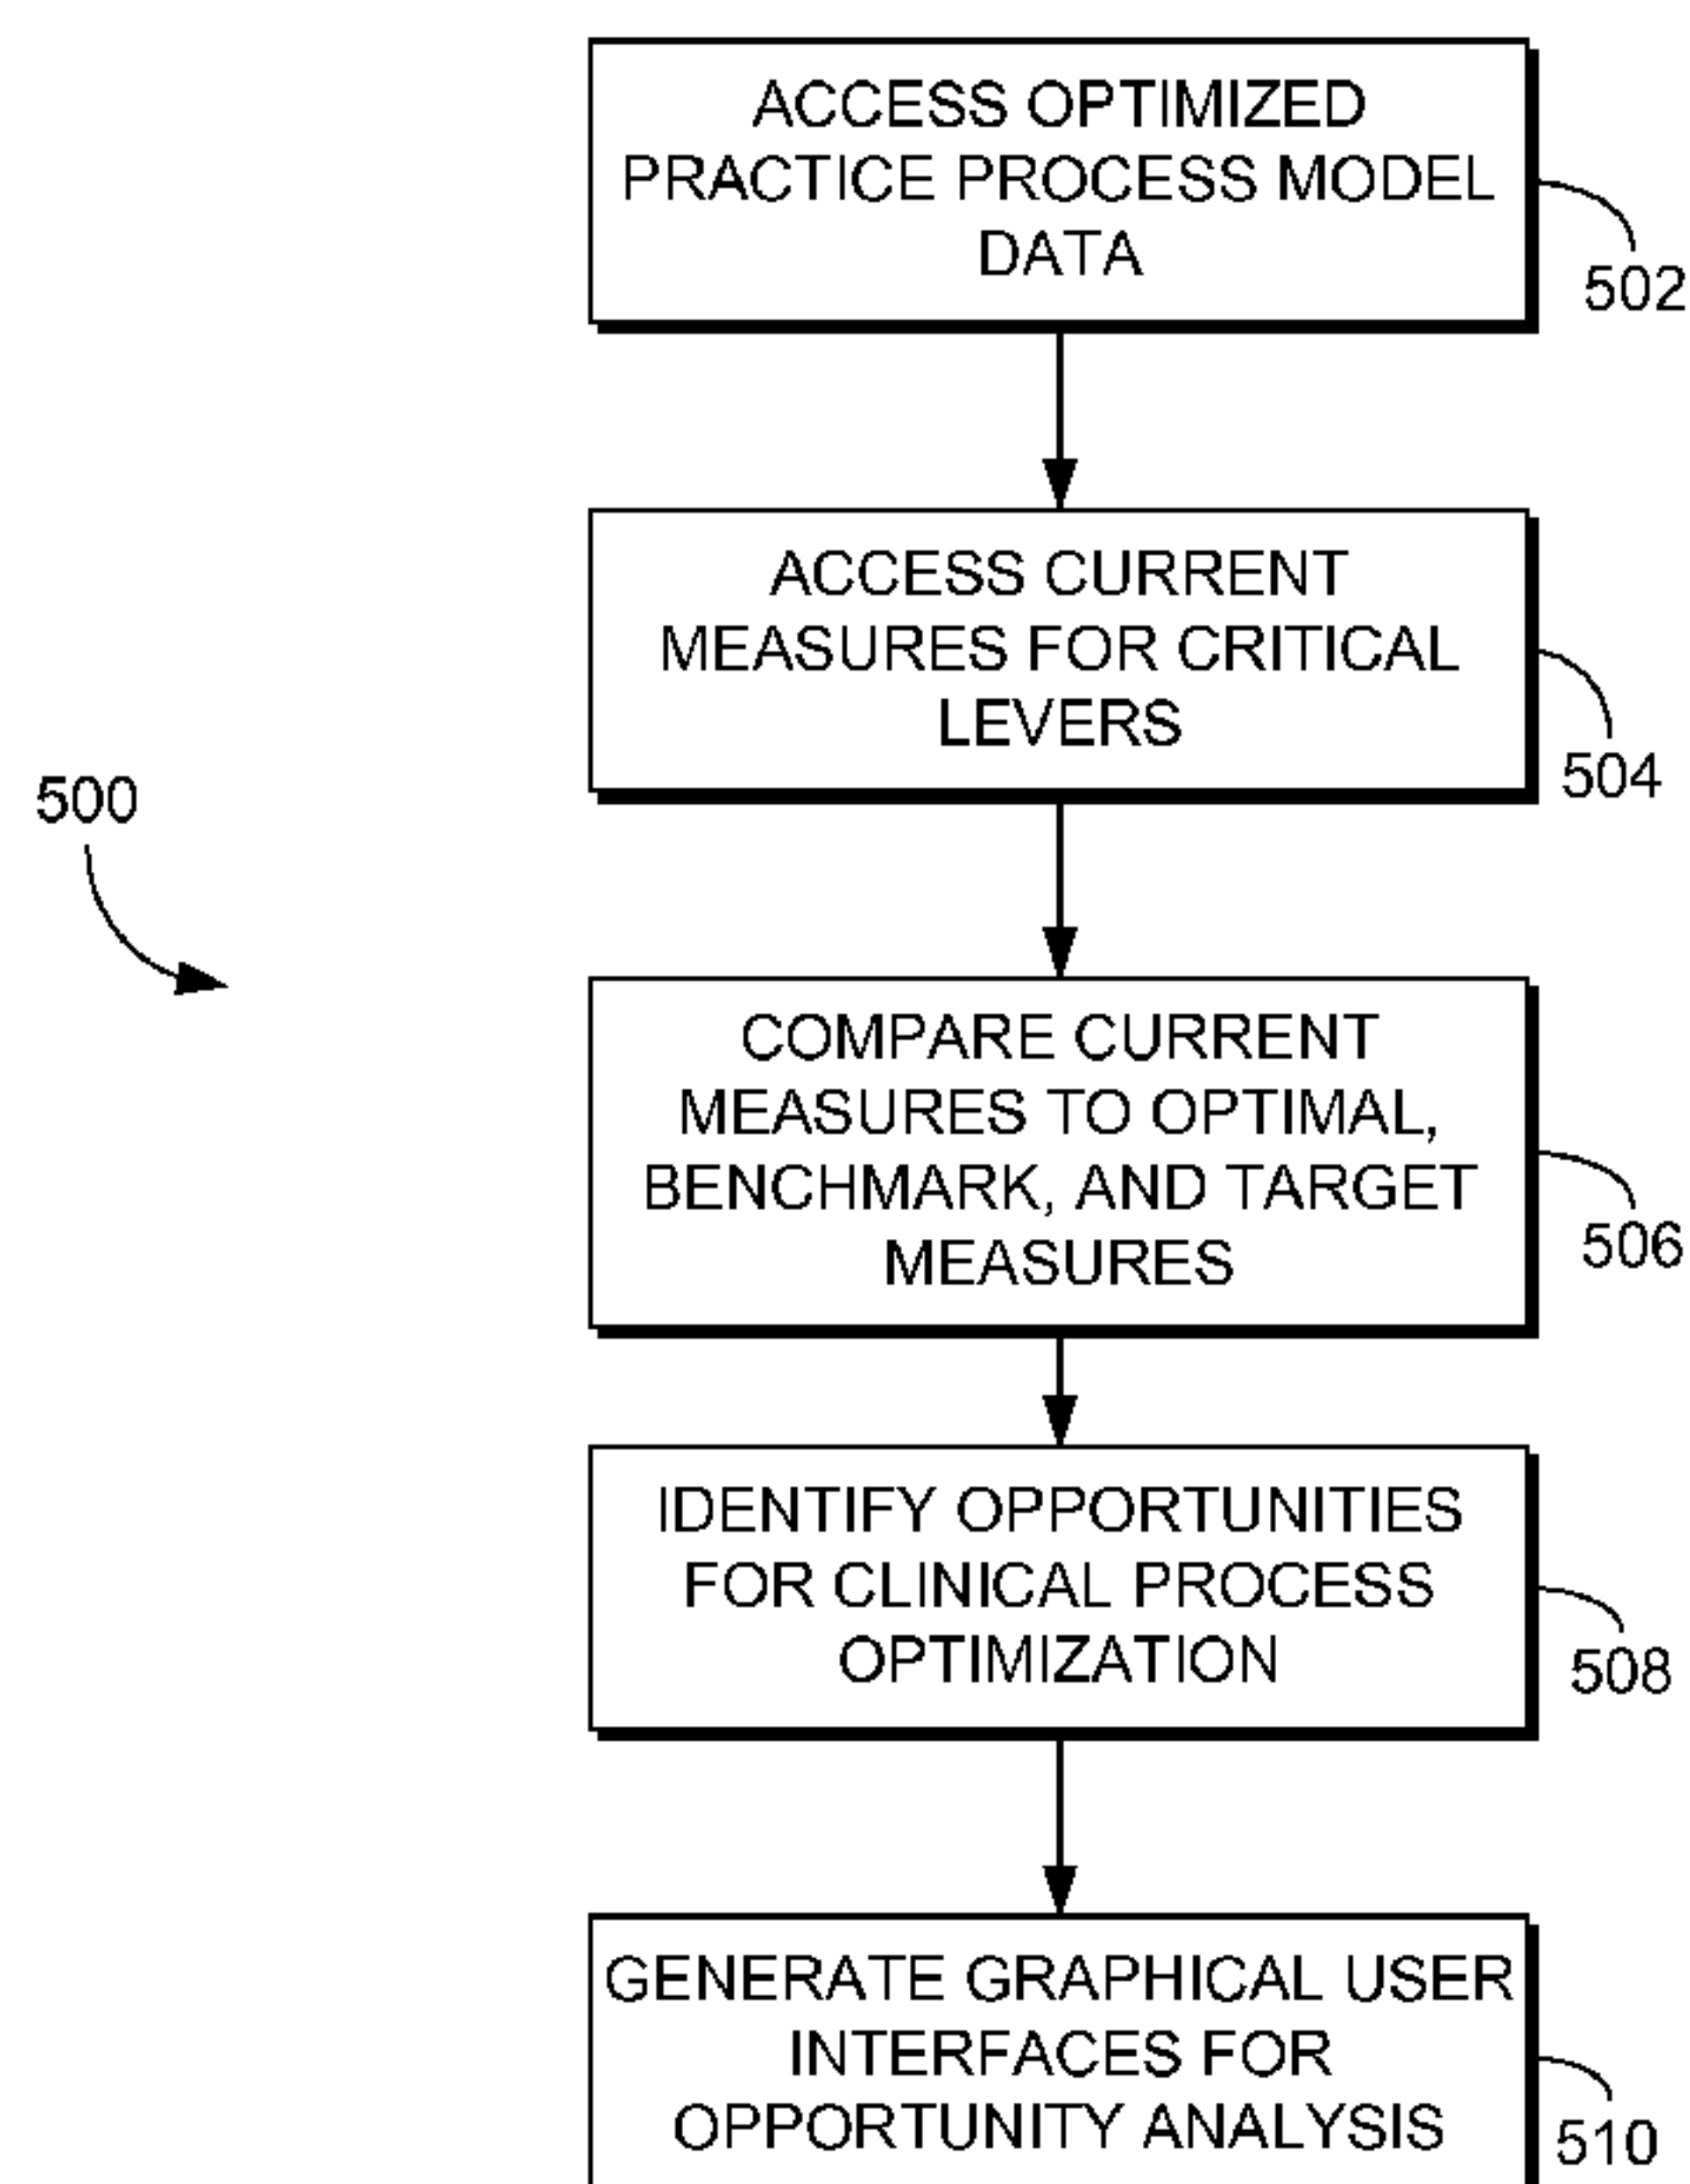 ACCESS OPTIMIZED
PRACTICE PROCESS MODEL
DATA
502
ACCESS CURRENT
MEASURES FOR CRITICAL
LEVERS
504
500
COMPARE CURRENT
MEASURES TO OPTIMAL,
BENCHMARK, AND TARGET
MEASURES
506
IDENTIFY OPPORTUNITIES
FOR CLINICAL PROCESS
OPTIMIZATION
508
GENERATE GRAPHICAL USER
INTERFACES FOR
OPPORTUNITY ANALYSIS
510